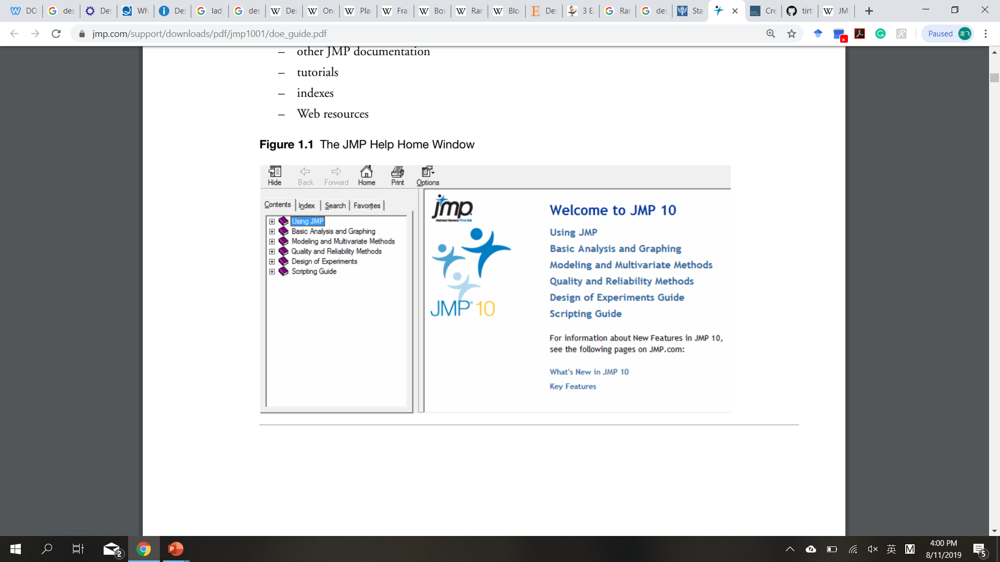 DO
des
Des
Wh
Des
lad
des
Des
On
Pla
Fra
Box
Rar
Blo
Des
3 E
Rar
des
Sta
Cre
tirt
JM
jmp.com/support/downloads/pdf/jmp1001/doe_guide.pdf
Paused
– other JMP documentation
– tutorials
– indexes
– Web resources
Figure 1.1 The JMP Help Home Window
Hide Back Forward Home Print Options
Contents Index Search Favorites
Using JMP
Basic Analysis and Graphing
Modeling and Multivariate Methods
Quality and Reliability Methods
Design of Experiments
Scripting Guide
jmp
JMP 10
Welcome to JMP 10
Using JMP
Basic Analysis and Graphing
Modeling and Multivariate Methods
Quality and Reliability Methods
Design of Experiments Guide
Scripting Guide
For information about New Features in JMP 10,
see the following pages on JMP.com:
What's New in JMP 10
Key Features
2
英
M
4:00 PM
8/11/2019
5